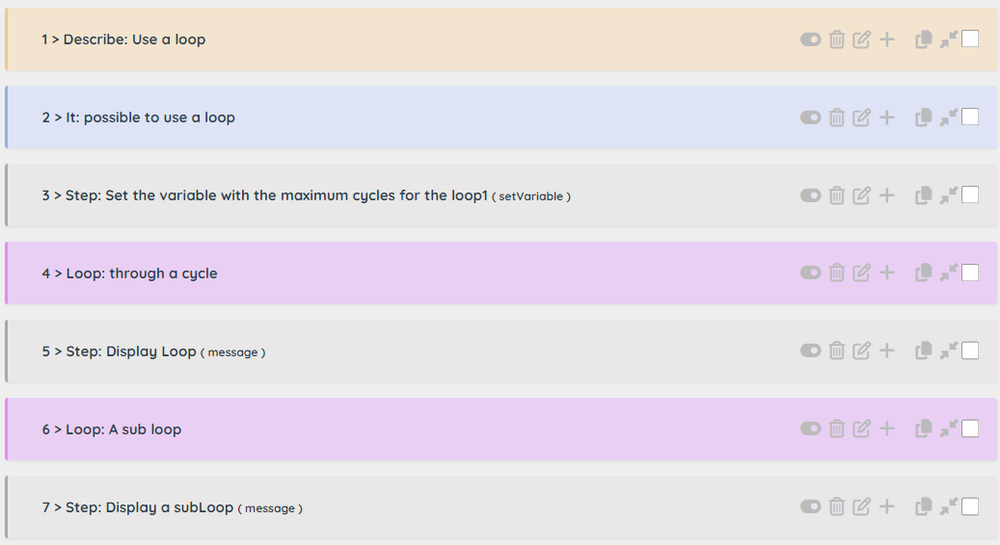 1 > Describe: Use a loop
2 > It: possible to use a loop
3 > Step: Set the variable with the maximum cycles for the loop1 ( setVariable )
4 > Loop: through a cycle
5 > Step: Display Loop ( message )
6 > Loop: A sub loop
7 > Step: Display a subLoop ( message )